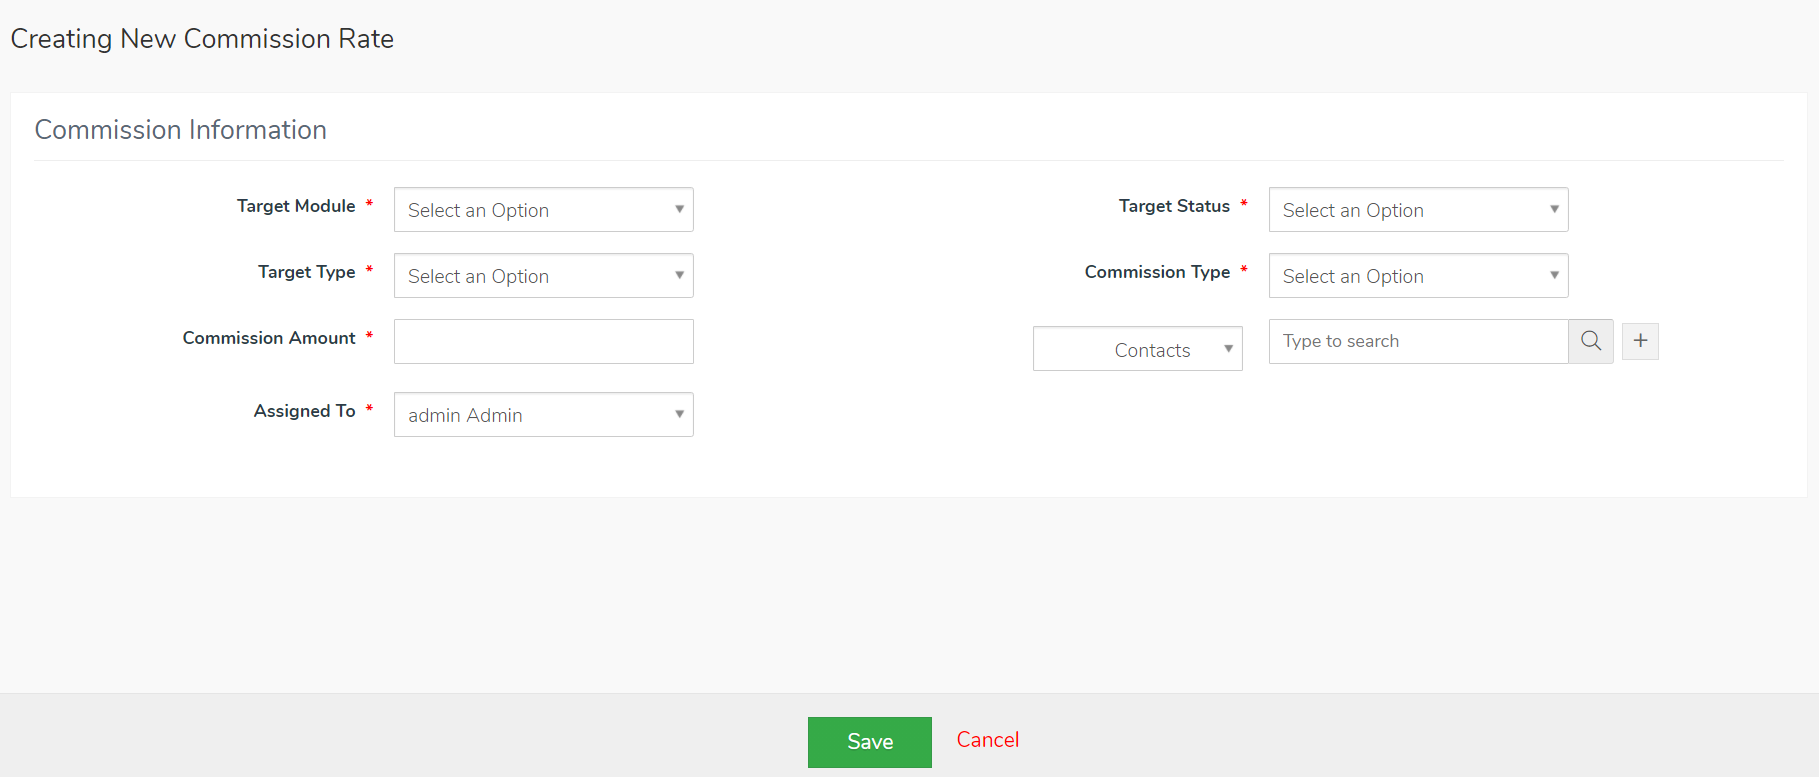 Creating New Commission Rate
Commission Information
Target Module *
Select an Option
Target Status *
Select an Option
Target Type *
Select an Option
Commission Type *
Select an Option
Commission Amount *
Contacts
Type to search
+
Assigned To *
admin Admin
Save
Cancel